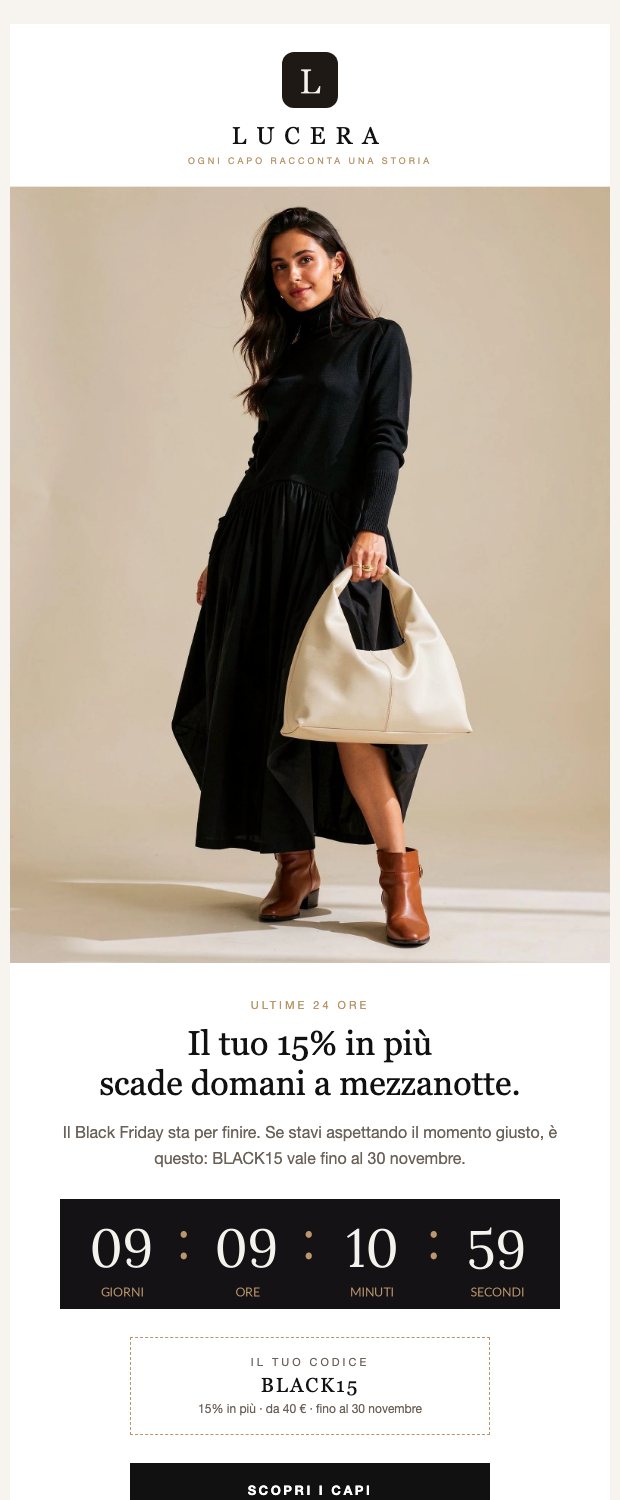 L
LUCERA
OGNI CAPO RACCONTA UNA STORIA
ULTIME 24 ORE
Il tuo 15% in più
scade domani a mezzanotte.
Il Black Friday sta per finire. Se stavi aspettando il momento giusto, è
questo: BLACK15 vale fino al 30 novembre.
09 : 09 : 10 : 59
GIORNI ORE MINUTI SECONDI
IL TUO CODICE
BLACK15
15% in più · da 40 € · fino al 30 novembre
SCOPRI I CAPI